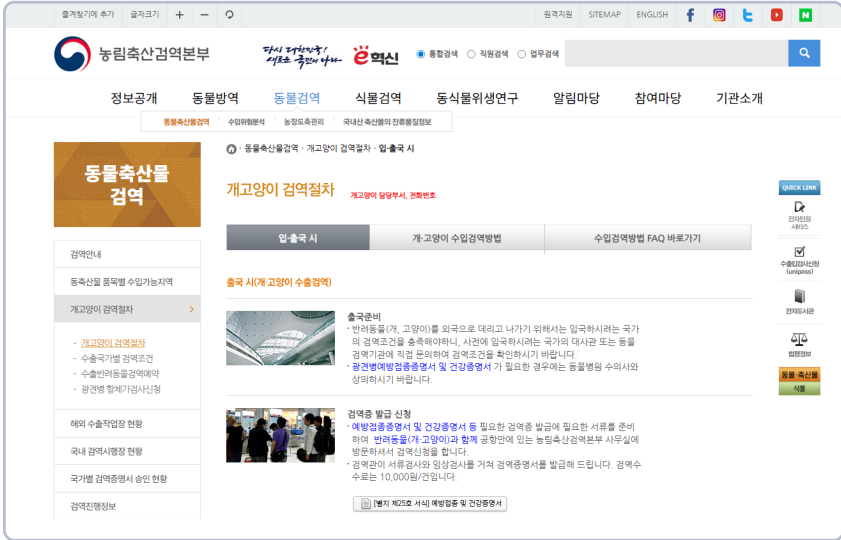 즐겨찾기에 추가 글자크기 + -
원격지원 SITEMAP ENGLISH
농림축산검역본부
다시 대한민국!
새로운 국민의 나라
e혁신
통합검색 직원검색 업무검색
정보공개 동물방역 동물검역 식물검역 동식물위생연구 알림마당 참여마당 기관소개
동물축산물검역 수입위험분석 농장도축관리 국내산 축산물의 잔류물질정보
동물축산물
검역
검역안내
동축산물 품목별 수입가능지역
개고양이 검역절차 >
- 개고양이 검역절차
- 수출국가별 검역조건
- 수출반려동물검역예약
- 광견병 항체가검사신청
해외 수출작업장 현황
국내 검역시행장 현황
국가별 검역증명서 승인 현황
검역진행정보
· 동물축산물검역 · 개고양이 검역절차 · 입·출국 시
개고양이 검역절차 개고양이 담당부서, 전화번호
입·출국 시 개·고양이 수입검역방법 수입검역방법 FAQ 바로가기
출국 시(개·고양이 수출검역)
출국준비
· 반려동물(개, 고양이)를 외국으로 데리고 나가기 위해서는 입국하시려는 국가
의 검역조건을 충족해야하니, 사전에 입국하시려는 국가의 대사관 또는 동물
검역기관에 직접 문의하여 검역조건을 확인하시기 바랍니다.
· 광견병예방접종증명서 및 건강증명서 가 필요한 경우에는 동물병원 수의사와
상의하시기 바랍니다.
검역증 발급 신청
· 예방접종증명서 및 건강증명서 등 필요한 검역증 발급에 필요한 서류를 준비
하여 반려동물(개·고양이)과 함께 공항만에 있는 농림축산검역본부 사무실에
방문하셔서 검역신청을 합니다.
· 검역관이 서류검사와 임상검사를 거쳐 검역증명서를 발급해 드립니다. 검역수
수료는 10,000원/건입니다.
[별지 제25호 서식] 예방접종 및 건강증명서
QUICK LINK
전자민원
서비스
수출입검사신청
(unipass)
전자도서관
법령정보
동물·축산물
식물